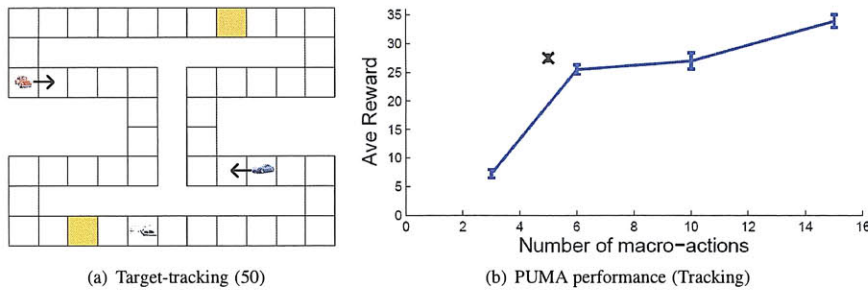 35
30
25
20
15
10
5
0
Ave Reward
0 2 4 6 8 10 12 14 16
Number of macro-actions
(a) Target-tracking (50)
(b) PUMA performance (Tracking)